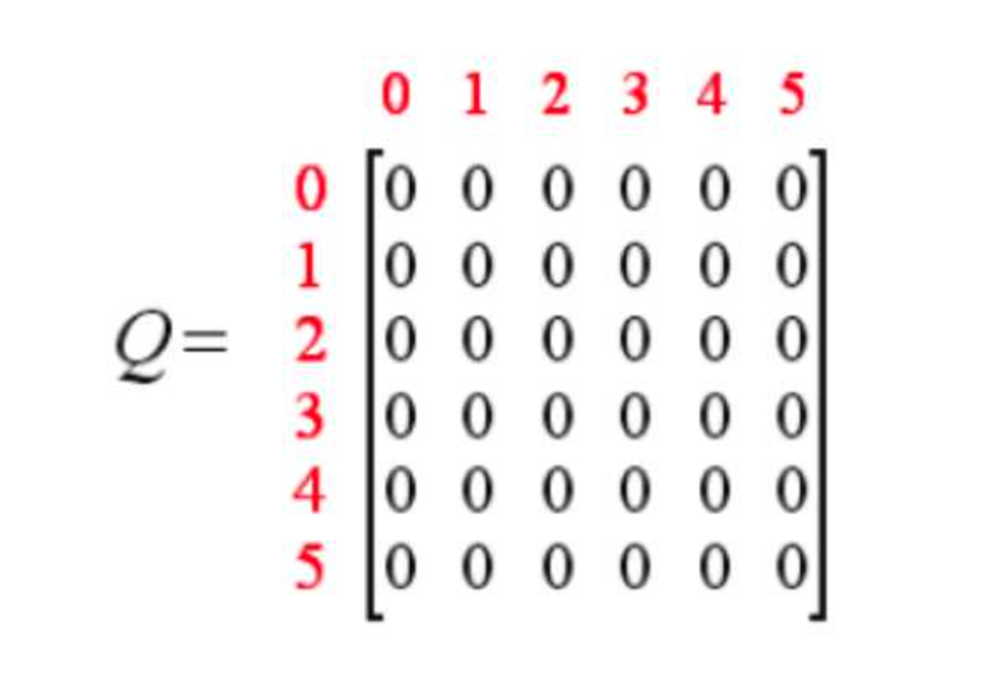 0 1 2 3 4 5
0 [0 0 0 0 0 0]
1 [0 0 0 0 0 0]
Q= 2 [0 0 0 0 0 0]
3 [0 0 0 0 0 0]
4 [0 0 0 0 0 0]
5 [0 0 0 0 0 0]